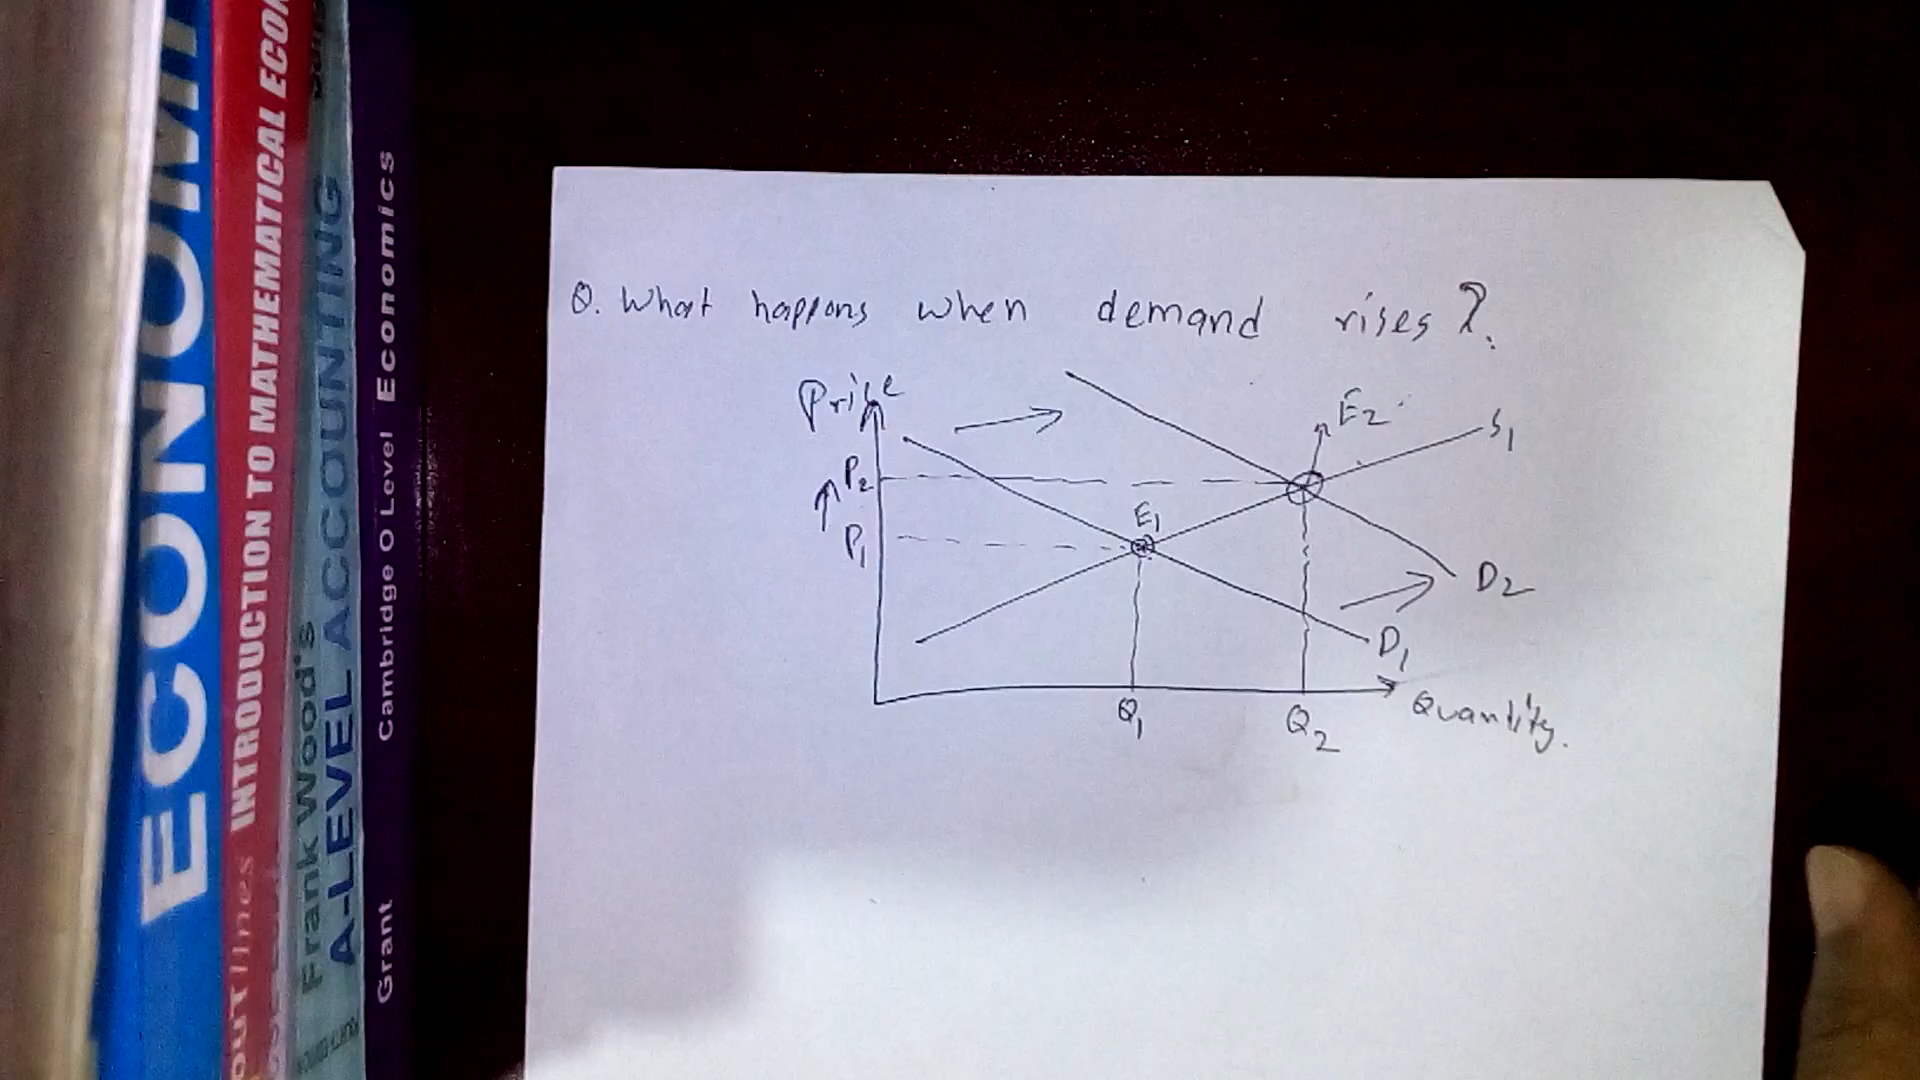 ECONOMI
OUTlines INTRODUCTION TO MATHEMATICAL ECON
Frank Wood's
A-LEVEL ACCOUNTING
Grant Cambridge O Level Economics
Q. What happens when demand rises?
Price
E2
S1
P2
E1
P1
D2
D1
Q1
Q2
Quantity.